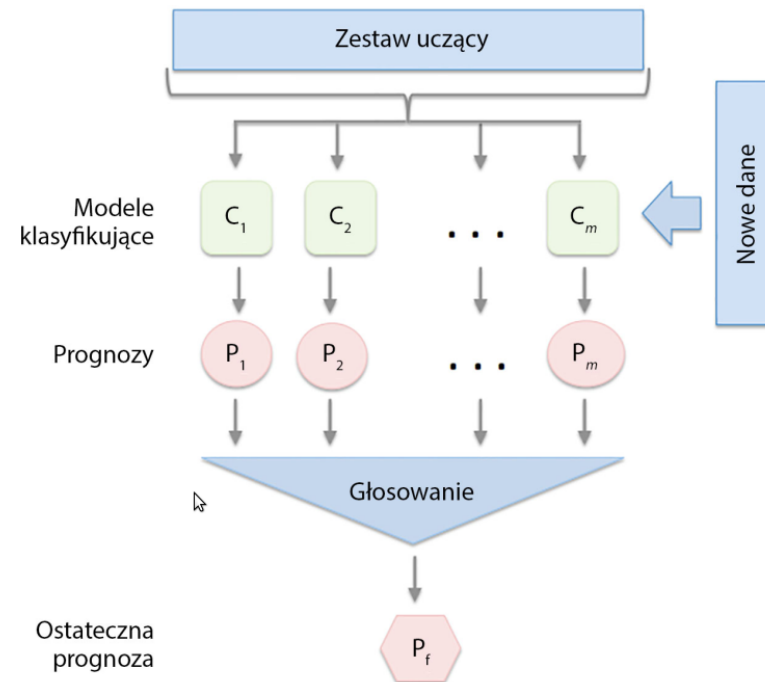 Zestaw uczący
Nowe dane
Modele
klasyfikujące
C1
C2
. . .
Cm
Prognozy
P1
P2
. . .
Pm
Głosowanie
Ostateczna
prognoza
Pf